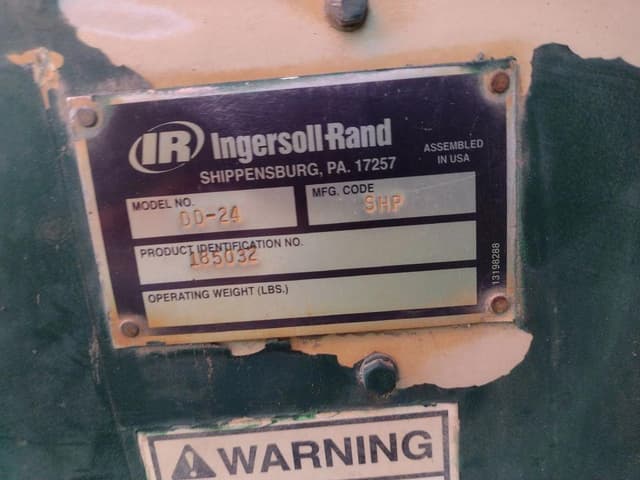 IR Ingersoll-Rand
SHIPPENSBURG, PA. 17257
ASSEMBLED
IN USA
MODEL NO.
DD-24
MFG. CODE
SHP
PRODUCT IDENTIFICATION NO.
185032
OPERATING WEIGHT (LBS.)
13198288
WARNING